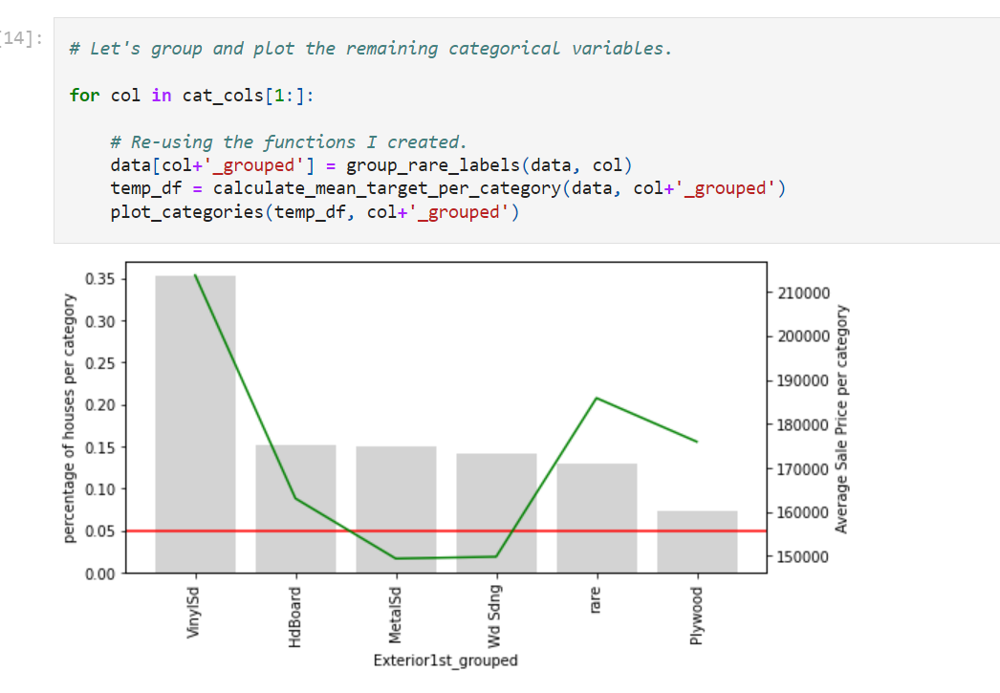 14]:
# Let's group and plot the remaining categorical variables.
for col in cat_cols[1:]:
# Re-using the functions I created.
data[col+'_grouped'] = group_rare_labels(data, col)
temp_df = calculate_mean_target_per_category(data, col+'_grouped')
plot_categories(temp_df, col+'_grouped')
percentage of houses per category
0.35
0.30
0.25
0.20
0.15
0.10
0.05
0.00
210000
200000
190000
180000
170000
160000
150000
Average Sale Price per category
VinylSd
HdBoard
MetalSd
Wd Sdng
rare
Plywood
Exterior1st_grouped